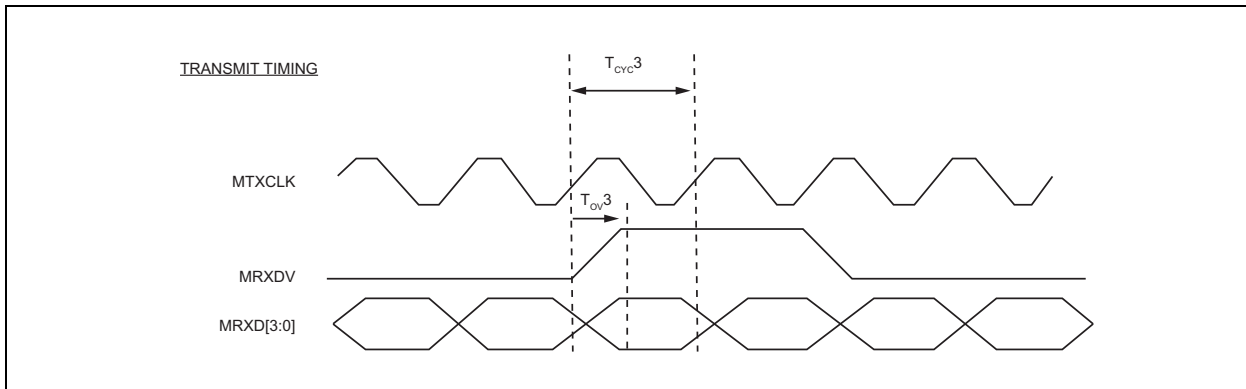 TRANSMIT TIMING
TCYC3
MTXCLK
TOV3
MRXDV
MRXD[3:0]